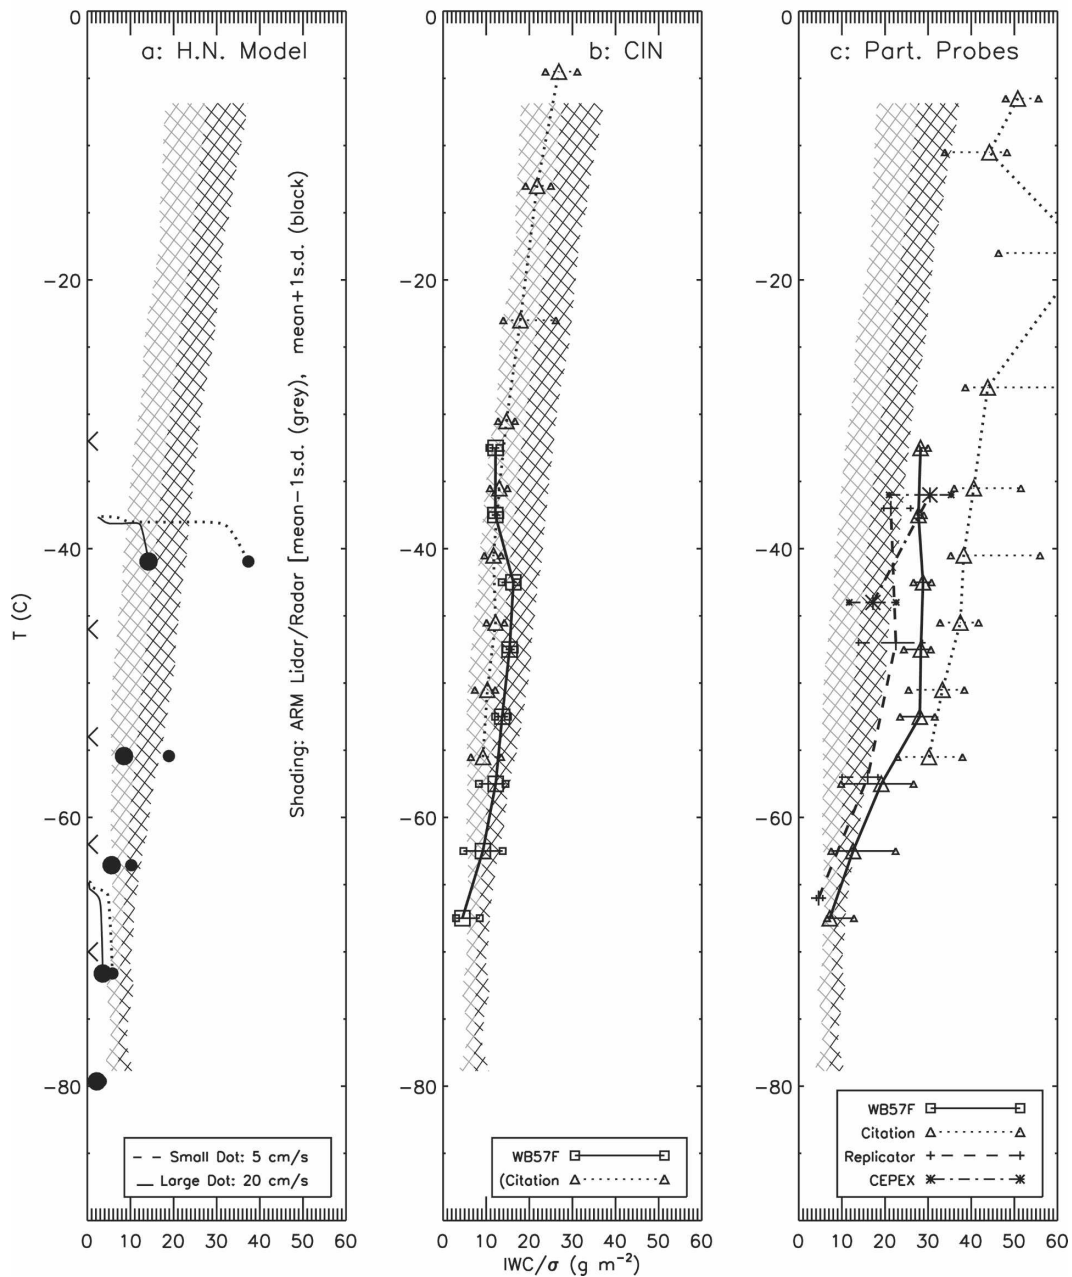 a: H.N. Model
b: CIN
c: Part. Probes
0
−20
−40
−60
−80
T (C)
Shading: ARM Lidar/Radar [mean−1s.d. (grey), mean+1s.d. (black)
-- Small Dot: 5 cm/s
— Large Dot: 20 cm/s
0 10 20 30 40 50 60
0
−20
−40
−60
−80
WB57F
(Citation
0 10 20 30 40 50 60
IWC/σ (g m⁻²)
0
−20
−40
−60
−80
WB57F
Citation
Replicator
CEPEX
0 10 20 30 40 50 60